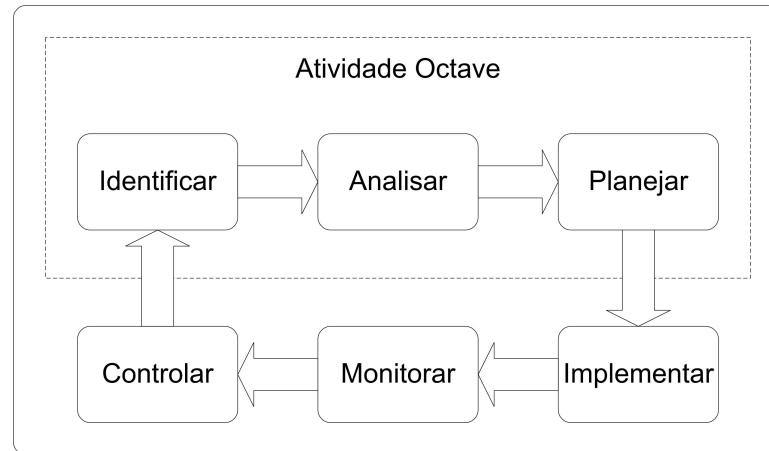 Atividade Octave
Identificar
Analisar
Planejar
Controlar
Monitorar
Implementar